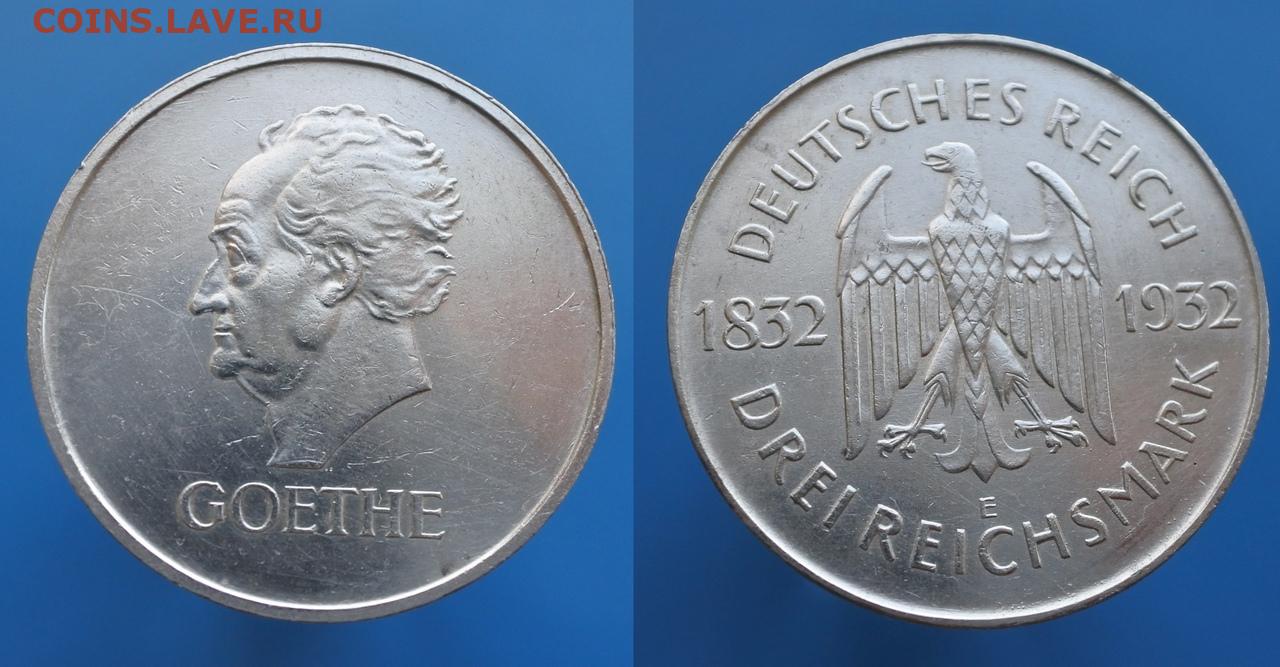 COINS.LAVE.RU
GOETHE
DEUTSCHES REICH
1832 1932
E
DREI REICHSMARK